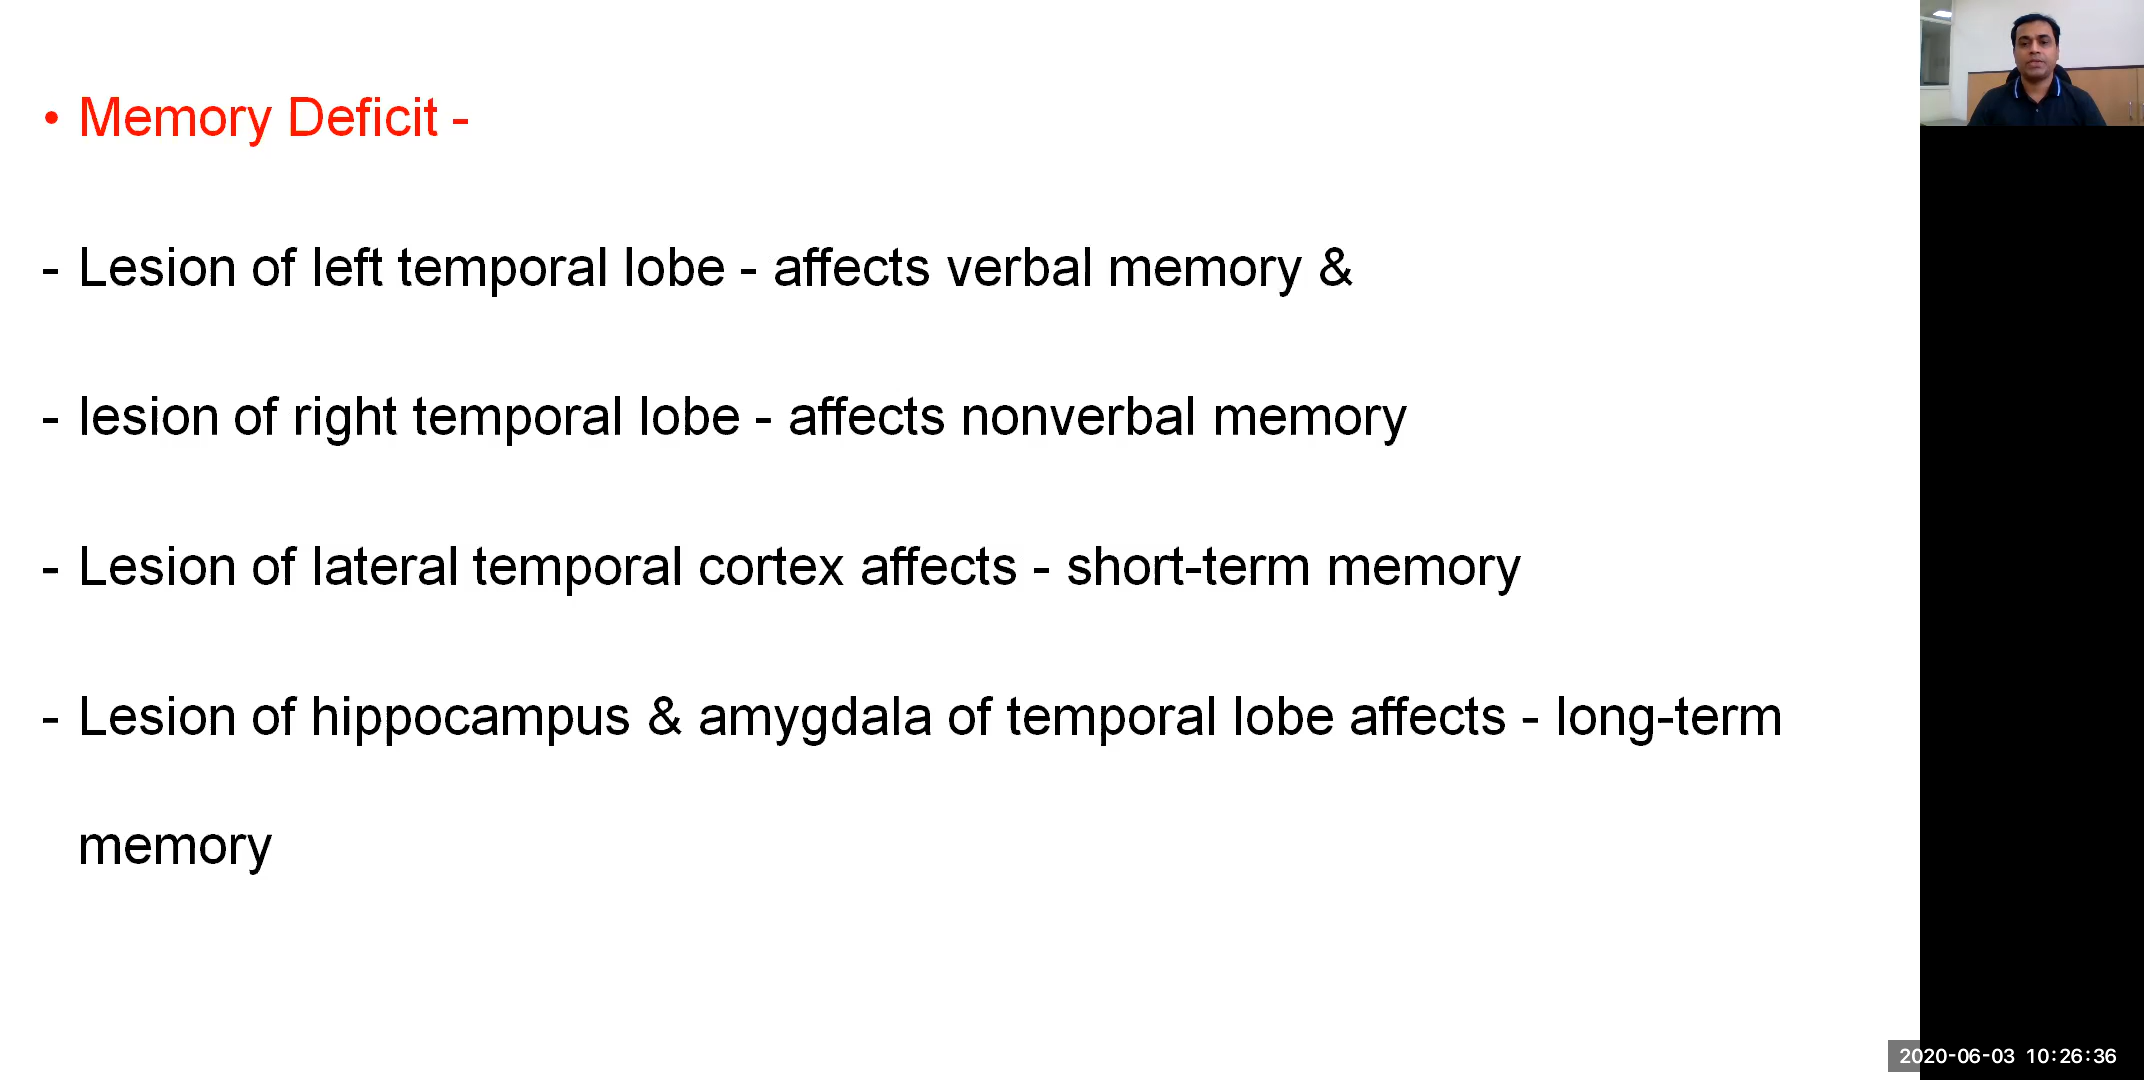 • Memory Deficit -
- Lesion of left temporal lobe - affects verbal memory &
- lesion of right temporal lobe - affects nonverbal memory
- Lesion of lateral temporal cortex affects - short-term memory
- Lesion of hippocampus & amygdala of temporal lobe affects - long-term
memory
2020-06-03 10:26:36